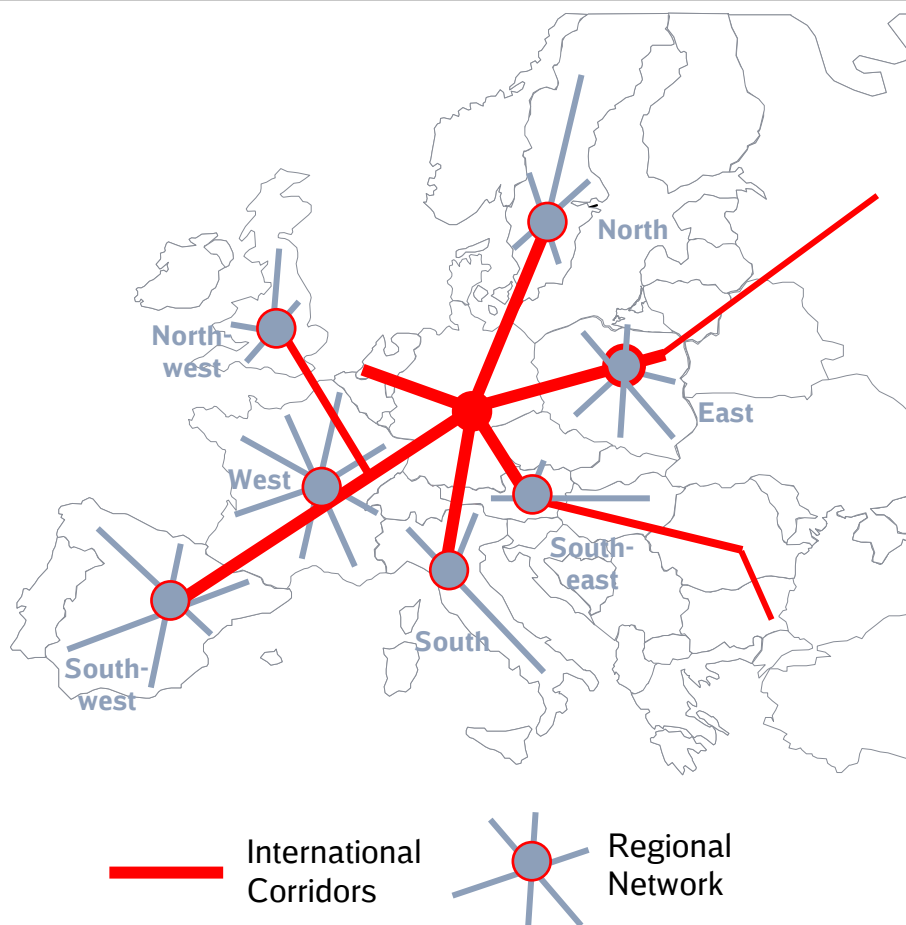 North
North-
west
East
West
South-
east
South
South-
west
International
Corridors
Regional
Network